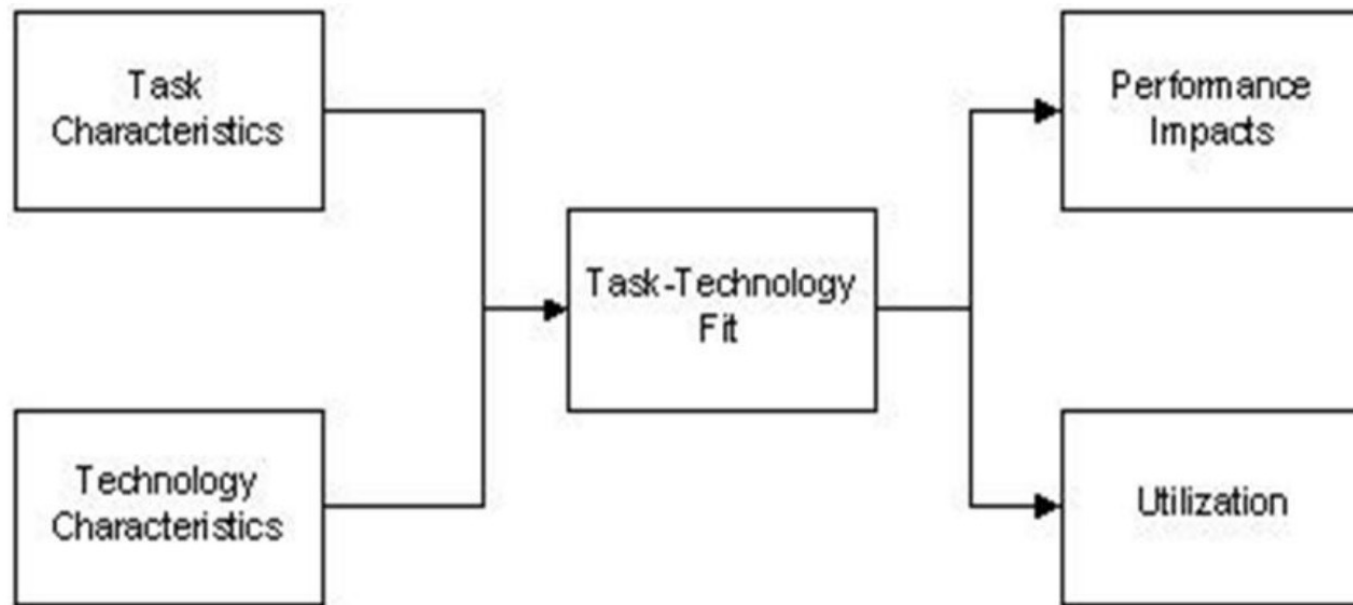 Task
Characteristics
Performance
Impacts
Task-Technology
Fit
Technology
Characteristics
Utilization